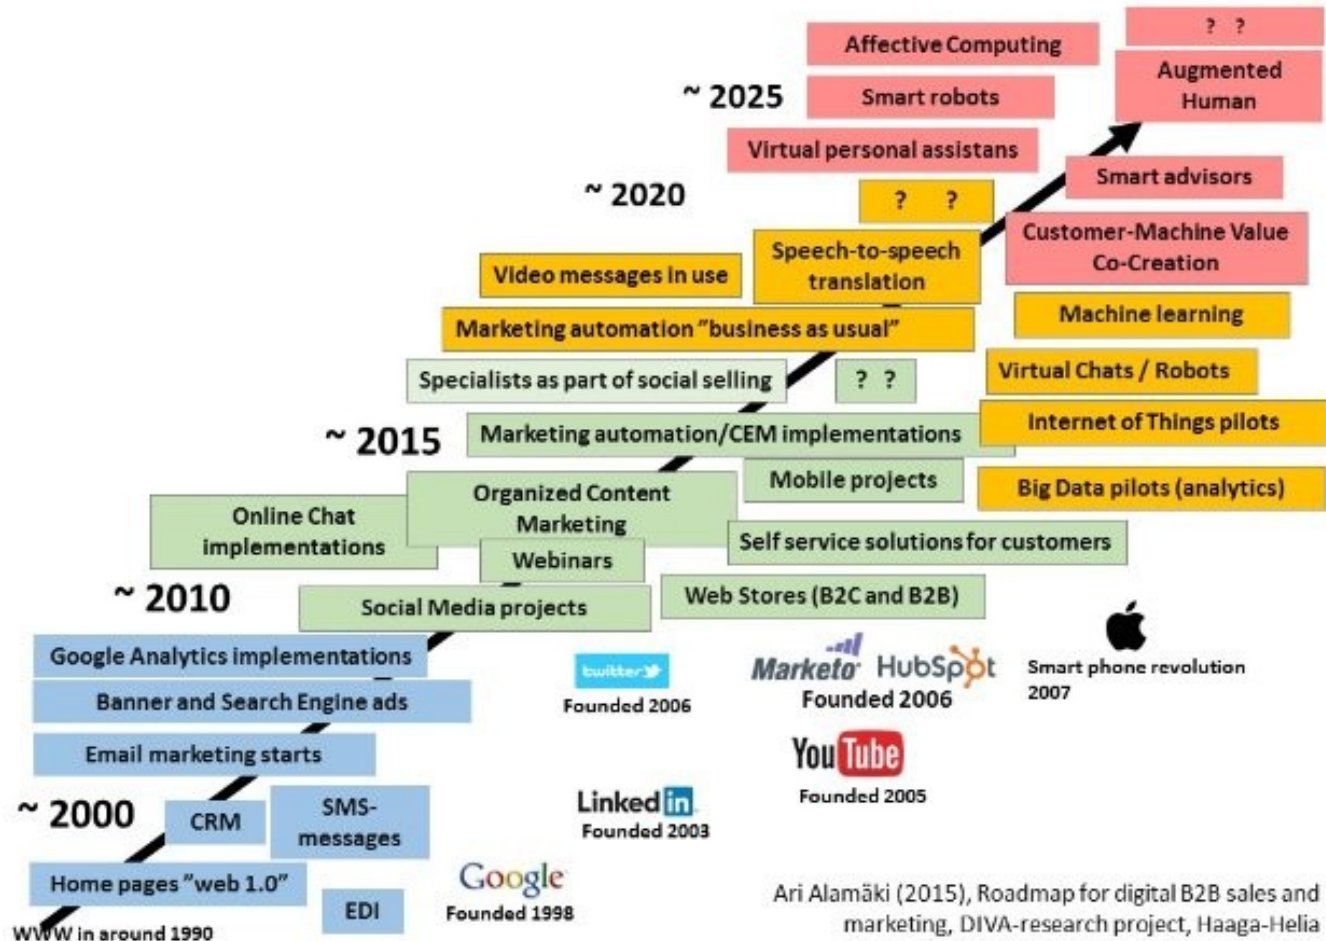 ? ?
Affective Computing
Augmented
Human
~ 2025
Smart robots
Virtual personal assistans
Smart advisors
~ 2020
? ?
Customer-Machine Value
Co-Creation
Speech-to-speech
translation
Video messages in use
Machine learning
Marketing automation ”business as usual”
Specialists as part of social selling
? ?
Virtual Chats / Robots
Internet of Things pilots
~ 2015
Marketing automation/CEM implementations
Mobile projects
Big Data pilots (analytics)
Organized Content
Marketing
Online Chat
implementations
Self service solutions for customers
Webinars
~ 2010
Social Media projects
Web Stores (B2C and B2B)
Google Analytics implementations
twitter
Founded 2006
Marketo HubSpot
Founded 2006
Smart phone revolution
2007
Banner and Search Engine ads
Email marketing starts
YouTube
Founded 2005
~ 2000
CRM
SMS-
messages
Linked in
Founded 2003
Home pages ”web 1.0”
EDI
Google
Founded 1998
WWW in around 1990
Ari Alamäki (2015), Roadmap for digital B2B sales and
marketing, DIVA-research project, Haaga-Helia